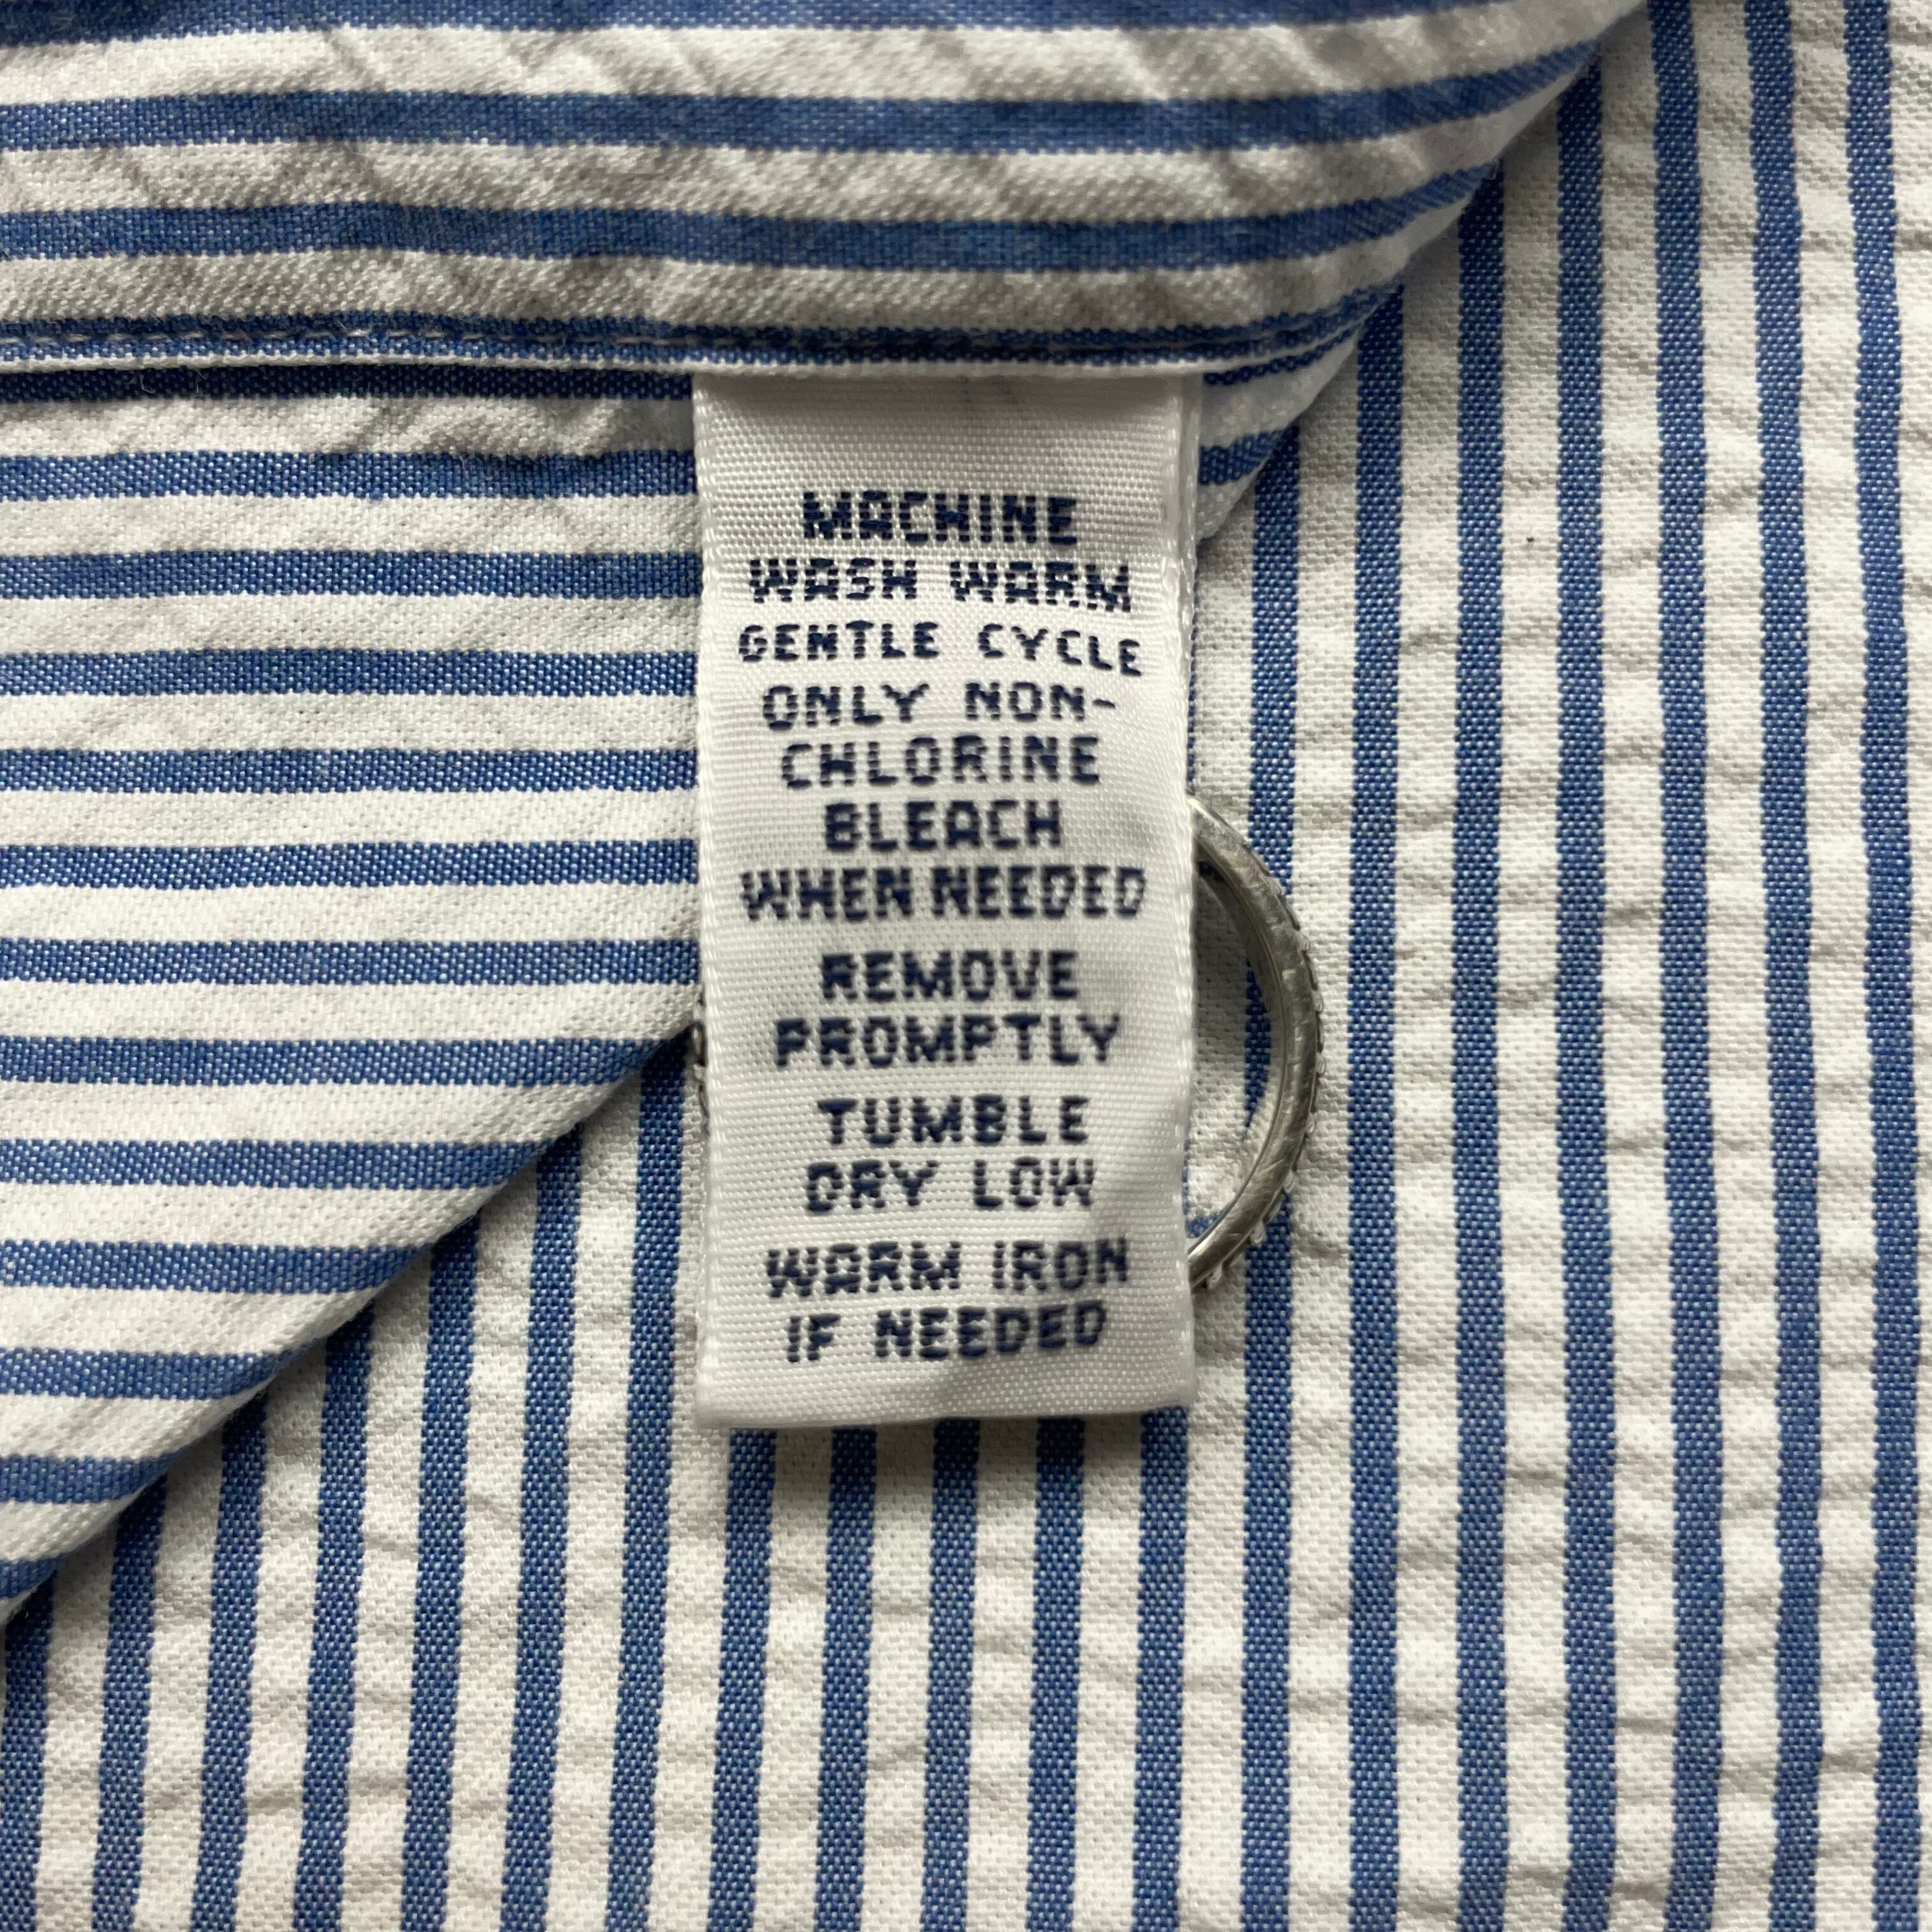 MACHINE
WASH WARM
GENTLE CYCLE
ONLY NON-
CHLORINE
BLEACH
WHEN NEEDED
REMOVE
PROMPTLY
TUMBLE
DRY LOW
WARM IRON
IF NEEDED